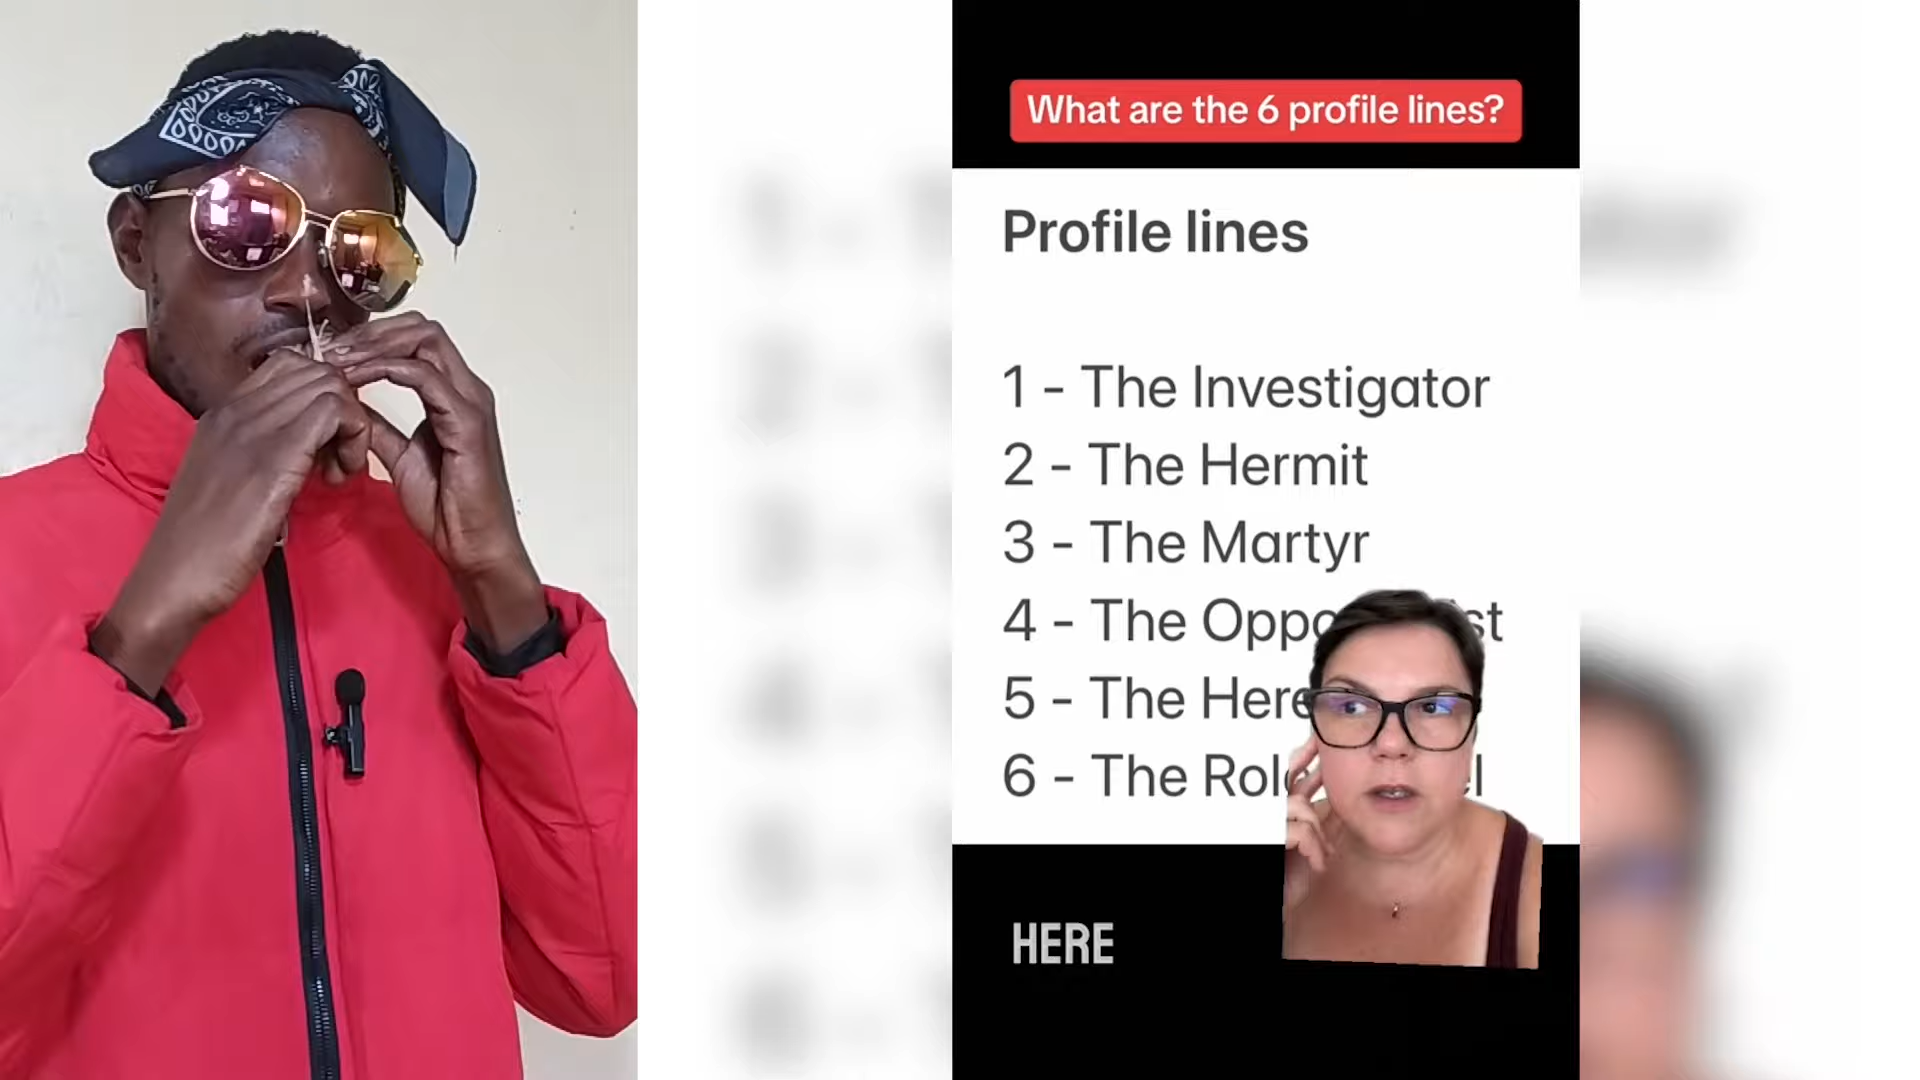 What are the 6 profile lines?
Profile lines
1 - The Investigator
2 - The Hermit
3 - The Martyr
4 - The
5 - The
6 - The
HERE